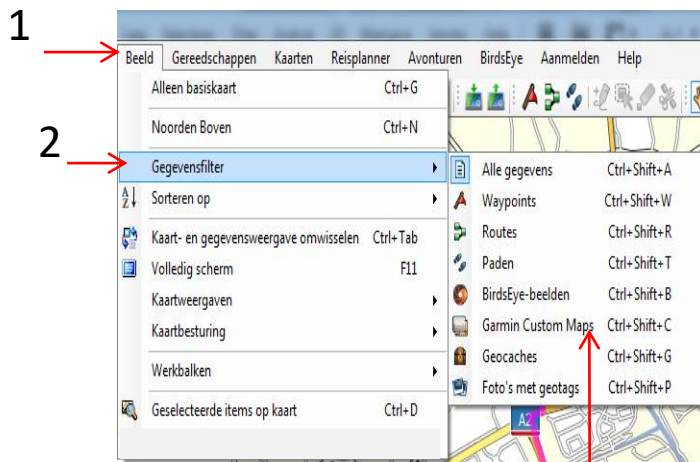 1
Beeld Gereedschappen Kaarten Reisplanner Avonturen BirdsEye Aanmelden Help
Alleen basiskaart Ctrl+G
Noorden Boven Ctrl+N
2
Gegevensfilter
Sorteren op
Kaart- en gegevensweergave omwisselen Ctrl+Tab
Volledig scherm F11
Kaartweergaven
Kaartbesturing
Werkbalken
Geselecteerde items op kaart Ctrl+D
Alle gegevens Ctrl+Shift+A
Waypoints Ctrl+Shift+W
Routes Ctrl+Shift+R
Paden Ctrl+Shift+T
BirdsEye-beelden Ctrl+Shift+B
Garmin Custom Maps Ctrl+Shift+C
Geocaches Ctrl+Shift+G
Foto's met geotags Ctrl+Shift+P
A2